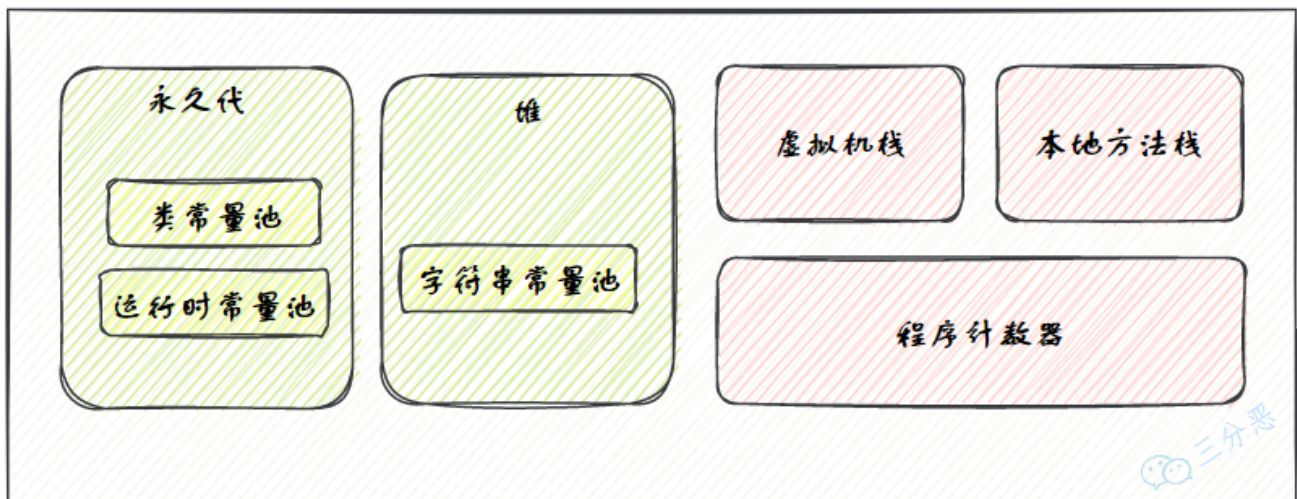 永久代
类常量池
运行时常量池
堆
字符串常量池
虚拟机栈
本地方法栈
程序计数器
三分恶